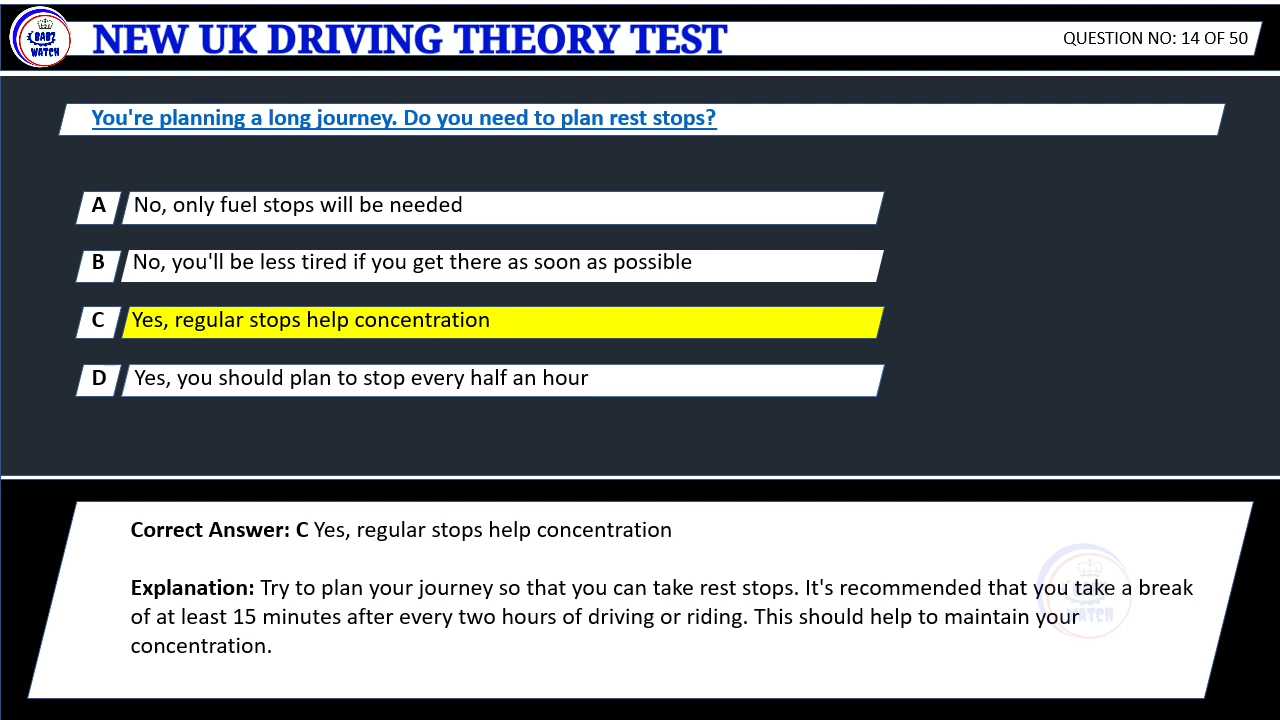 BABZ
WATCH
NEW UK DRIVING THEORY TEST
QUESTION NO: 14 OF 50
You're planning a long journey. Do you need to plan rest stops?
A No, only fuel stops will be needed
B No, you'll be less tired if you get there as soon as possible
C Yes, regular stops help concentration
D Yes, you should plan to stop every half an hour
Correct Answer: C Yes, regular stops help concentration
Explanation: Try to plan your journey so that you can take rest stops. It's recommended that you take a break
of at least 15 minutes after every two hours of driving or riding. This should help to maintain your
concentration.
BABZ
WATCH